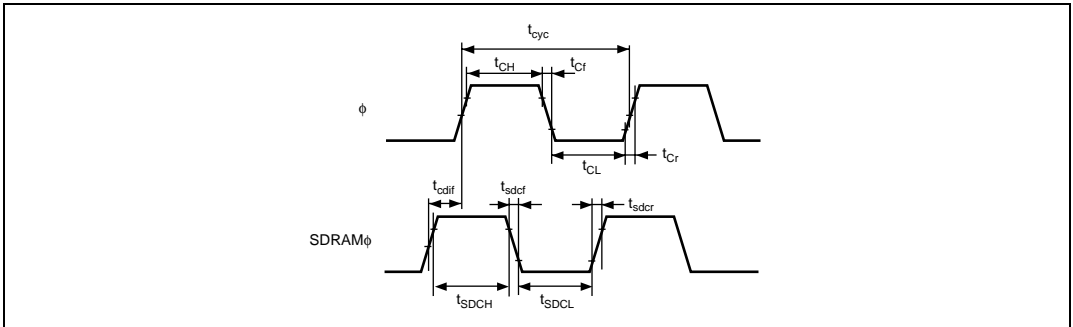 tcyc
tCH
tCf
ϕ
tCL
tCr
tcdif
tsdcf
tsdcr
SDRAMϕ
tSDCH
tSDCL